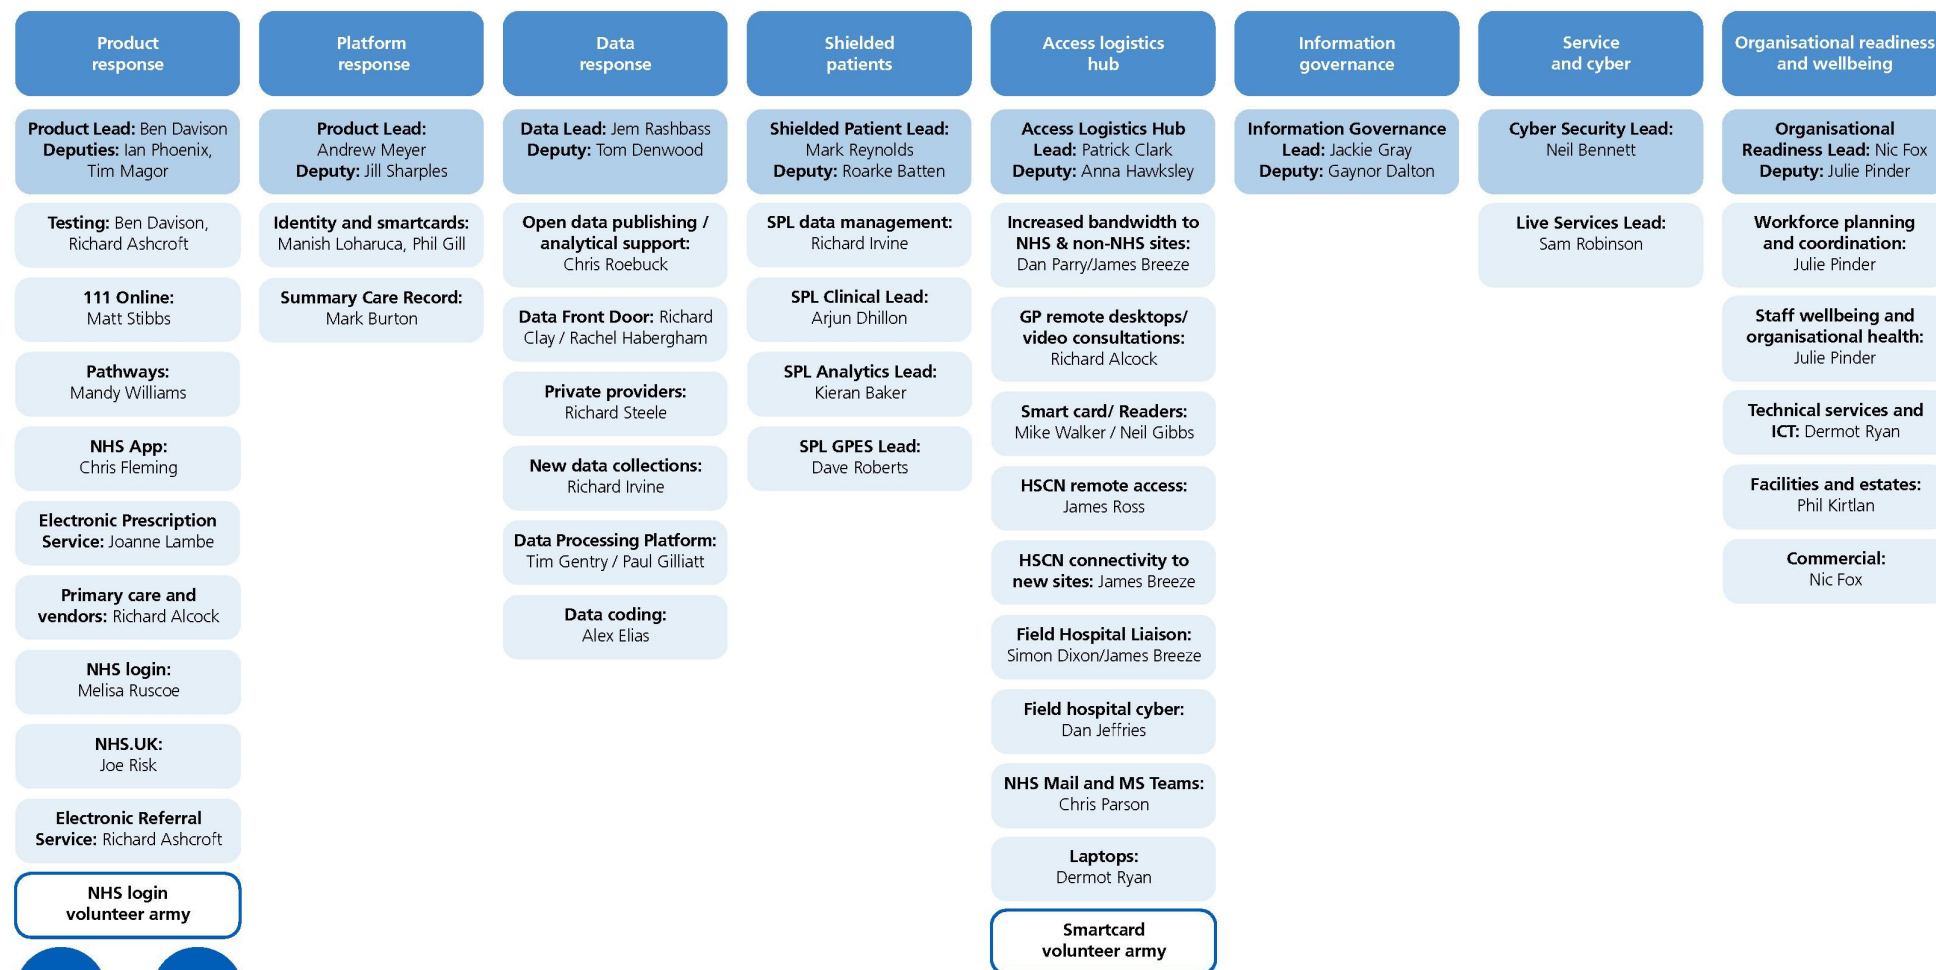 Product
response
Product Lead: Ben Davison
Deputies: Ian Phoenix,
Tim Magor
Testing: Ben Davison,
Richard Ashcroft
111 Online:
Matt Stibbs
Pathways:
Mandy Williams
NHS App:
Chris Fleming
Electronic Prescription
Service: Joanne Lambe
Primary care and
vendors: Richard Alcock
NHS login:
Melisa Ruscoe
NHS.UK:
Joe Risk
Electronic Referral
Service: Richard Ashcroft
NHS login
volunteer army
Platform
response
Product Lead:
Andrew Meyer
Deputy: Jill Sharples
Identity and smartcards:
Manish Loharuca, Phil Gill
Summary Care Record:
Mark Burton
Data
response
Data Lead: Jem Rashbass
Deputy: Tom Denwood
Open data publishing /
analytical support:
Chris Roebuck
Data Front Door: Richard
Clay / Rachel Habergham
Private providers:
Richard Steele
New data collections:
Richard Irvine
Data Processing Platform:
Tim Gentry / Paul Gilliatt
Data coding:
Alex Elias
Shielded
patients
Shielded Patient Lead:
Mark Reynolds
Deputy: Roarke Batten
SPL data management:
Richard Irvine
SPL Clinical Lead:
Arjun Dhillon
SPL Analytics Lead:
Kieran Baker
SPL GPES Lead:
Dave Roberts
Access logistics
hub
Access Logistics Hub
Lead: Patrick Clark
Deputy: Anna Hawksley
Increased bandwidth to
NHS & non-NHS sites:
Dan Parry/James Breeze
GP remote desktops/
video consultations:
Richard Alcock
Smart card/ Readers:
Mike Walker / Neil Gibbs
HSCN remote access:
James Ross
HSCN connectivity to
new sites: James Breeze
Field Hospital Liaison:
Simon Dixon/James Breeze
Field hospital cyber:
Dan Jeffries
NHS Mail and MS Teams:
Chris Parson
Laptops:
Dermot Ryan
Smartcard
volunteer army
Information
governance
Information Governance
Lead: Jackie Gray
Deputy: Gaynor Dalton
Service
and cyber
Cyber Security Lead:
Neil Bennett
Live Services Lead:
Sam Robinson
Organisational readiness
and wellbeing
Organisational
Readiness Lead: Nic Fox
Deputy: Julie Pinder
Workforce planning
and coordination:
Julie Pinder
Staff wellbeing and
organisational health:
Julie Pinder
Technical services and
ICT: Dermot Ryan
Facilities and estates:
Phil Kirtlan
Commercial:
Nic Fox